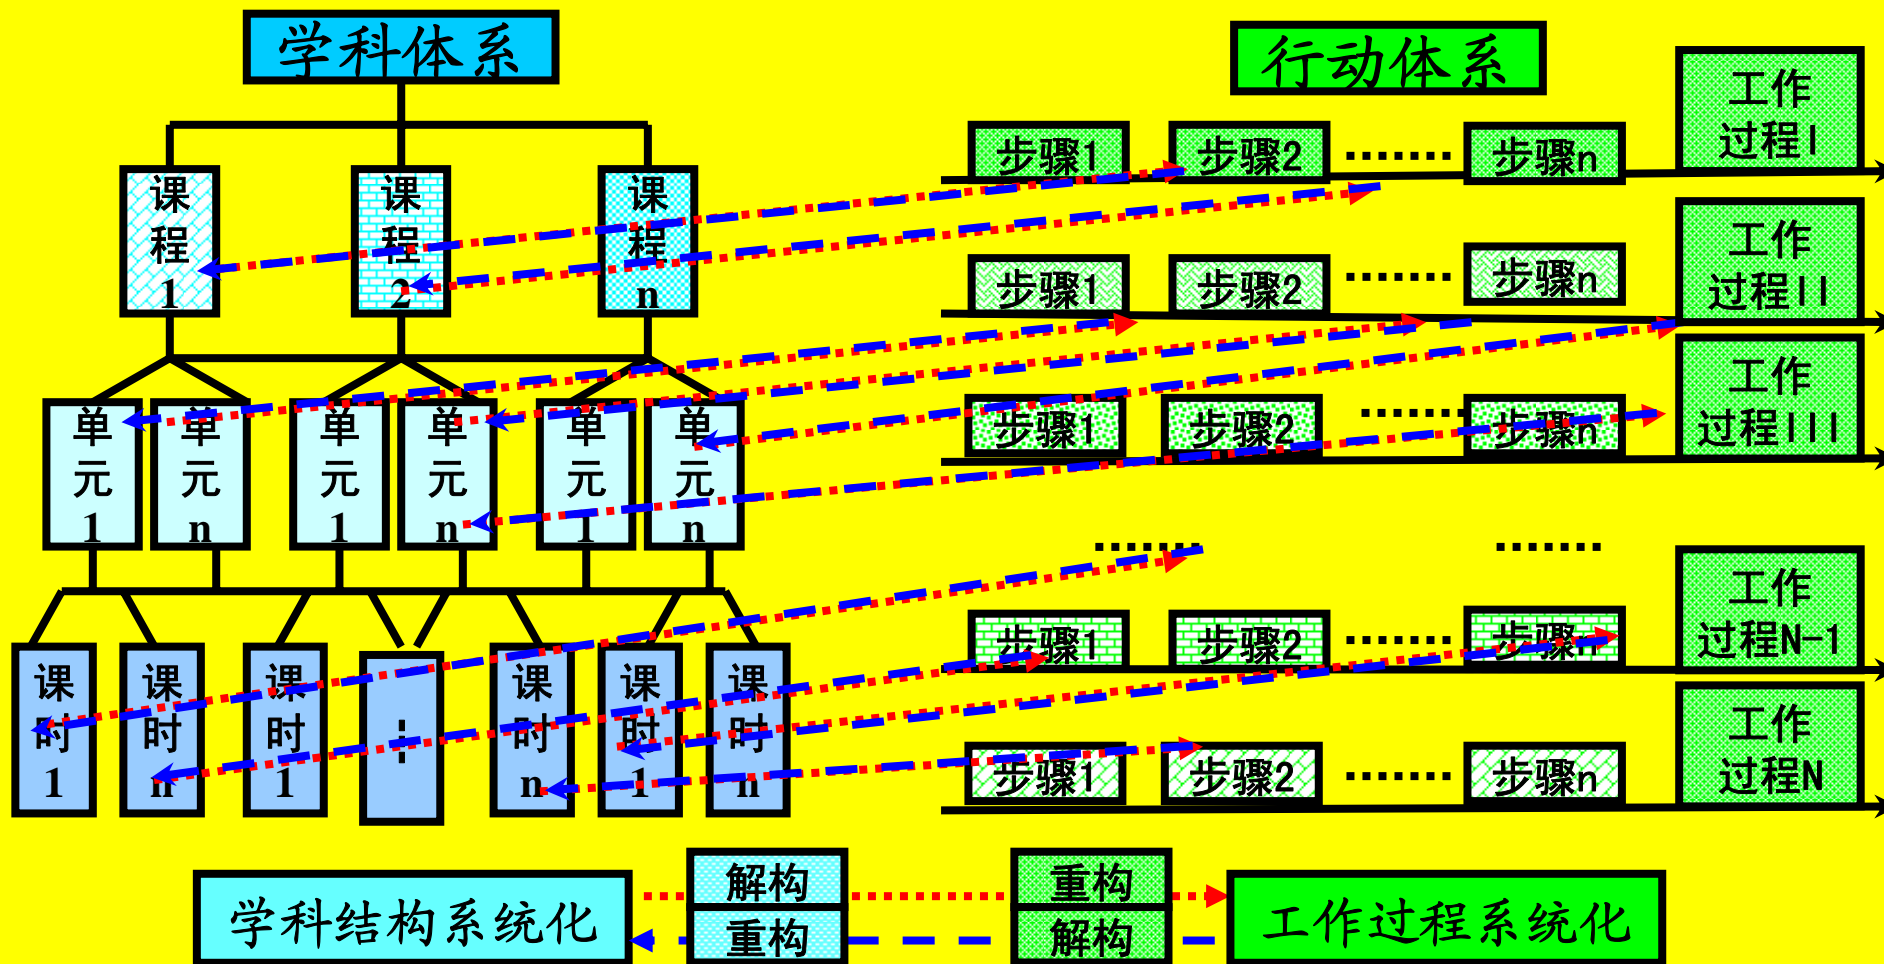 学科体系
行动体系
课
程
1
课
程
2
课
程
n
步骤1
步骤2
········
步骤n
工作
过程I
步骤1
步骤2
········
步骤n
工作
过程II
单
元
1
单
元
n
单
元
1
单
元
n
单
元
1
单
元
n
步骤1
步骤2
········
步骤n
工作
过程III
········
········
步骤1
步骤2
········
步骤n
工作
过程N-1
课
时
1
课
时
n
课
时
1
课
时
n
课
时
1
课
时
n
步骤1
步骤2
········
步骤n
工作
过程N
学科结构系统化
解构
重构
重构
解构
工作过程系统化